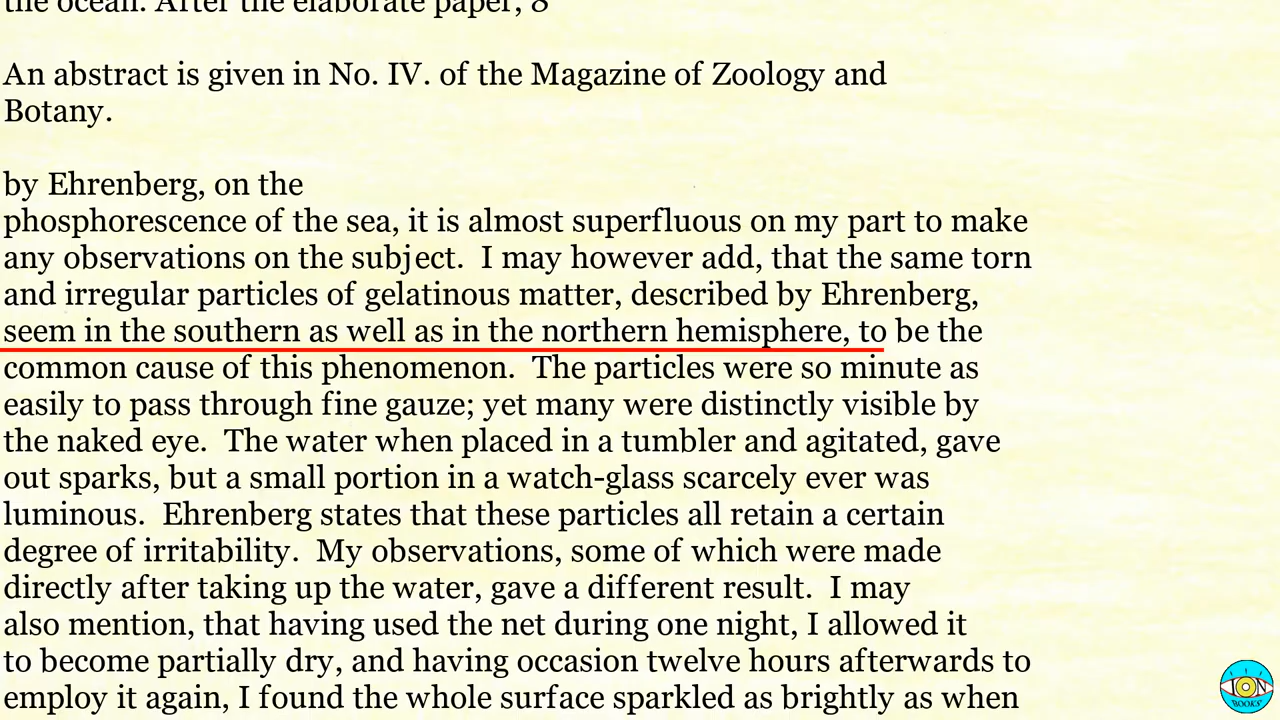 the ocean. After the elaborate paper, 8
An abstract is given in No. IV. of the Magazine of Zoology and
Botany.
by Ehrenberg, on the
phosphorescence of the sea, it is almost superfluous on my part to make
any observations on the subject.  I may however add, that the same torn
and irregular particles of gelatinous matter, described by Ehrenberg,
seem in the southern as well as in the northern hemisphere, to be the
common cause of this phenomenon.  The particles were so minute as
easily to pass through fine gauze; yet many were distinctly visible by
the naked eye.  The water when placed in a tumbler and agitated, gave
out sparks, but a small portion in a watch-glass scarcely ever was
luminous.  Ehrenberg states that these particles all retain a certain
degree of irritability.  My observations, some of which were made
directly after taking up the water, gave a different result.  I may
also mention, that having used the net during one night, I allowed it
to become partially dry, and having occasion twelve hours afterwards to
employ it again, I found the whole surface sparkled as brightly as when
ION
BOOKS